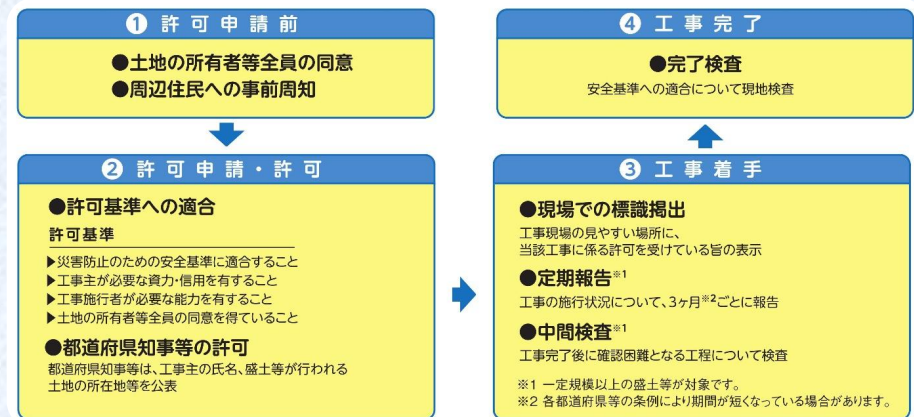 ❶ 許可申請前
●土地の所有者等全員の同意
●周辺住民への事前周知
❷ 許可申請・許可
●許可基準への適合
許可基準
▶災害防止のための安全基準に適合すること
▶工事主が必要な資力・信用を有すること
▶工事施行者が必要な能力を有すること
▶土地の所有者等全員の同意を得ていること
●都道府県知事等の許可
都道府県知事等は、工事主の氏名、盛土等が行われる
土地の所在地等を公表
❸ 工事着手
●現場での標識掲出
工事現場の見やすい場所に、
当該工事に係る許可を受けている旨の表示
●定期報告※1
工事の施行状況について、3ヶ月※2ごとに報告
●中間検査※1
工事完了後に確認困難となる工程について検査
※1 一定規模以上の盛土等が対象です。
※2 各都道府県等の条例により期間が短くなっている場合があります。
❹ 工事完了
●完了検査
安全基準への適合について現地検査